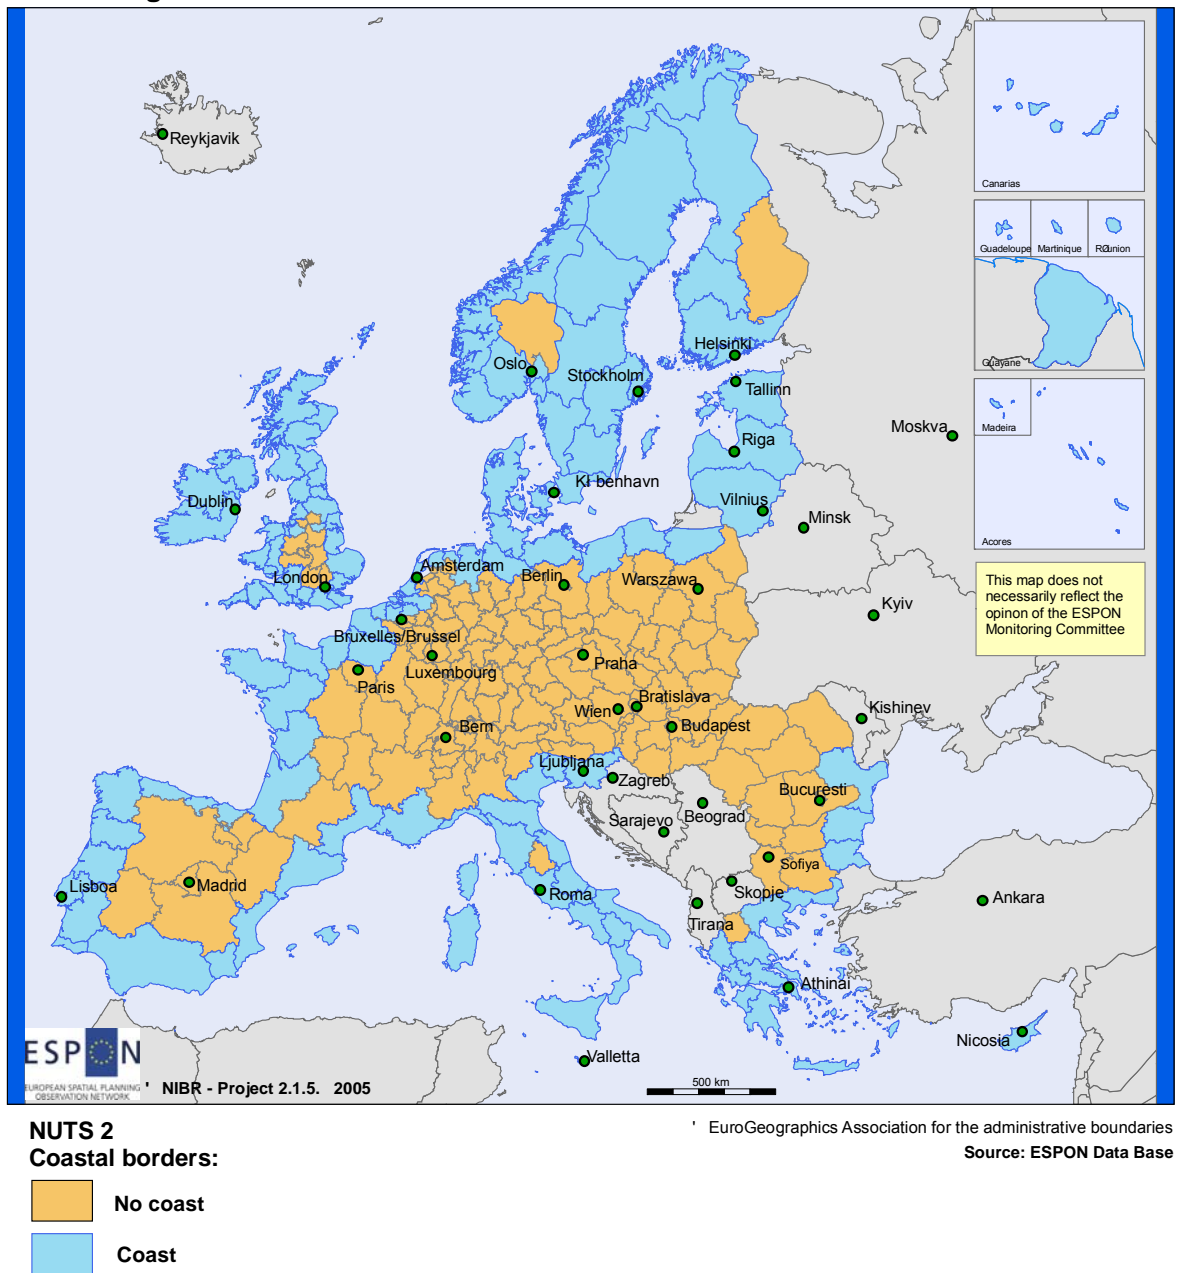 Reykjavik
Canarias
Guadeloupe
Martinique
RØunion
Guayane
Madeira
Acores
Helsinki
Oslo
Stockholm
Tallinn
Moskva
Riga
Kl benhavn
Dublin
Vilnius
Minsk
London
Amsterdam
Berlin
Warszawa
This map does not
necessarily reflect the
opinon of the ESPON
Monitoring Committee
Kyiv
Bruxelles/Brussel
Luxembourg
Praha
Paris
Bratislava
Wien
Kishinev
Bern
Budapest
Ljubljana
Zagreb
Bucuresti
Beograd
Sarajevo
Sofiya
Lisboa
Madrid
Roma
Skopje
Ankara
Tirana
Athinai
Nicosia
Valletta
ESPON
EUROPEAN SPATIAL PLANNING
OBSERVATION NETWORK
' NIBR - Project 2.1.5. 2005
500 km
' EuroGeographics Association for the administrative boundaries
Source: ESPON Data Base
NUTS 2
Coastal borders:
No coast
Coast